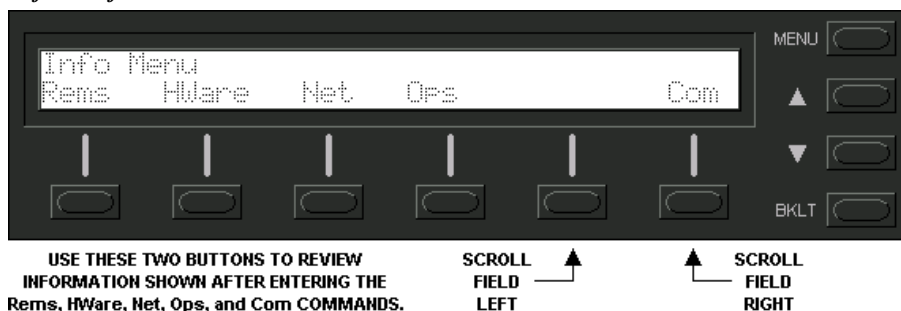 MENU
Info Menu
Rems HWare Net Ops Com
BKLT
USE THESE TWO BUTTONS TO REVIEW
INFORMATION SHOWN AFTER ENTERING THE
Rems, HWare, Net, Ops, and Com COMMANDS.
SCROLL
FIELD
LEFT
SCROLL
FIELD
RIGHT